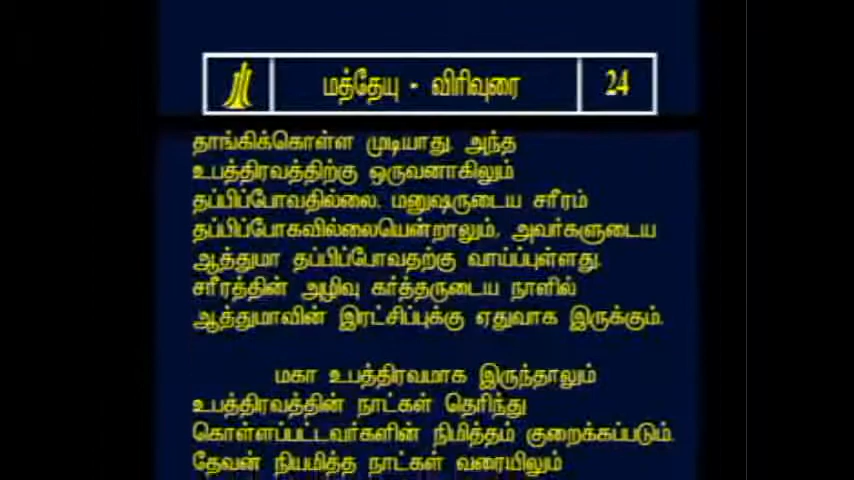 மத்தேயு - விரிவுரை 24
தாங்கிக்கொள்ள முடியாது. அந்த
உபத்திரவத்திற்கு ஒருவனாகிலும்
தப்பிப்போவதில்லை. மனுஷருடைய சரீரம்
தப்பிப்போகவில்லையென்றாலும், அவர்களுடைய
ஆத்துமா தப்பிப்போவதற்கு வாய்ப்புள்ளது.
சரீரத்தின் அழிவு கர்த்தருடைய நாளில்
ஆத்துமாவின் இரட்சிப்புக்கு ஏதுவாக இருக்கும்.
மகா உபத்திரவமாக இருந்தாலும்
உபத்திரவத்தின் நாட்கள் தெரிந்து
கொள்ளப்பட்டவர்களின் நிமித்தம் குறைக்கப்படும்.
தேவன் நியமித்த நாட்கள் வரையிலும்